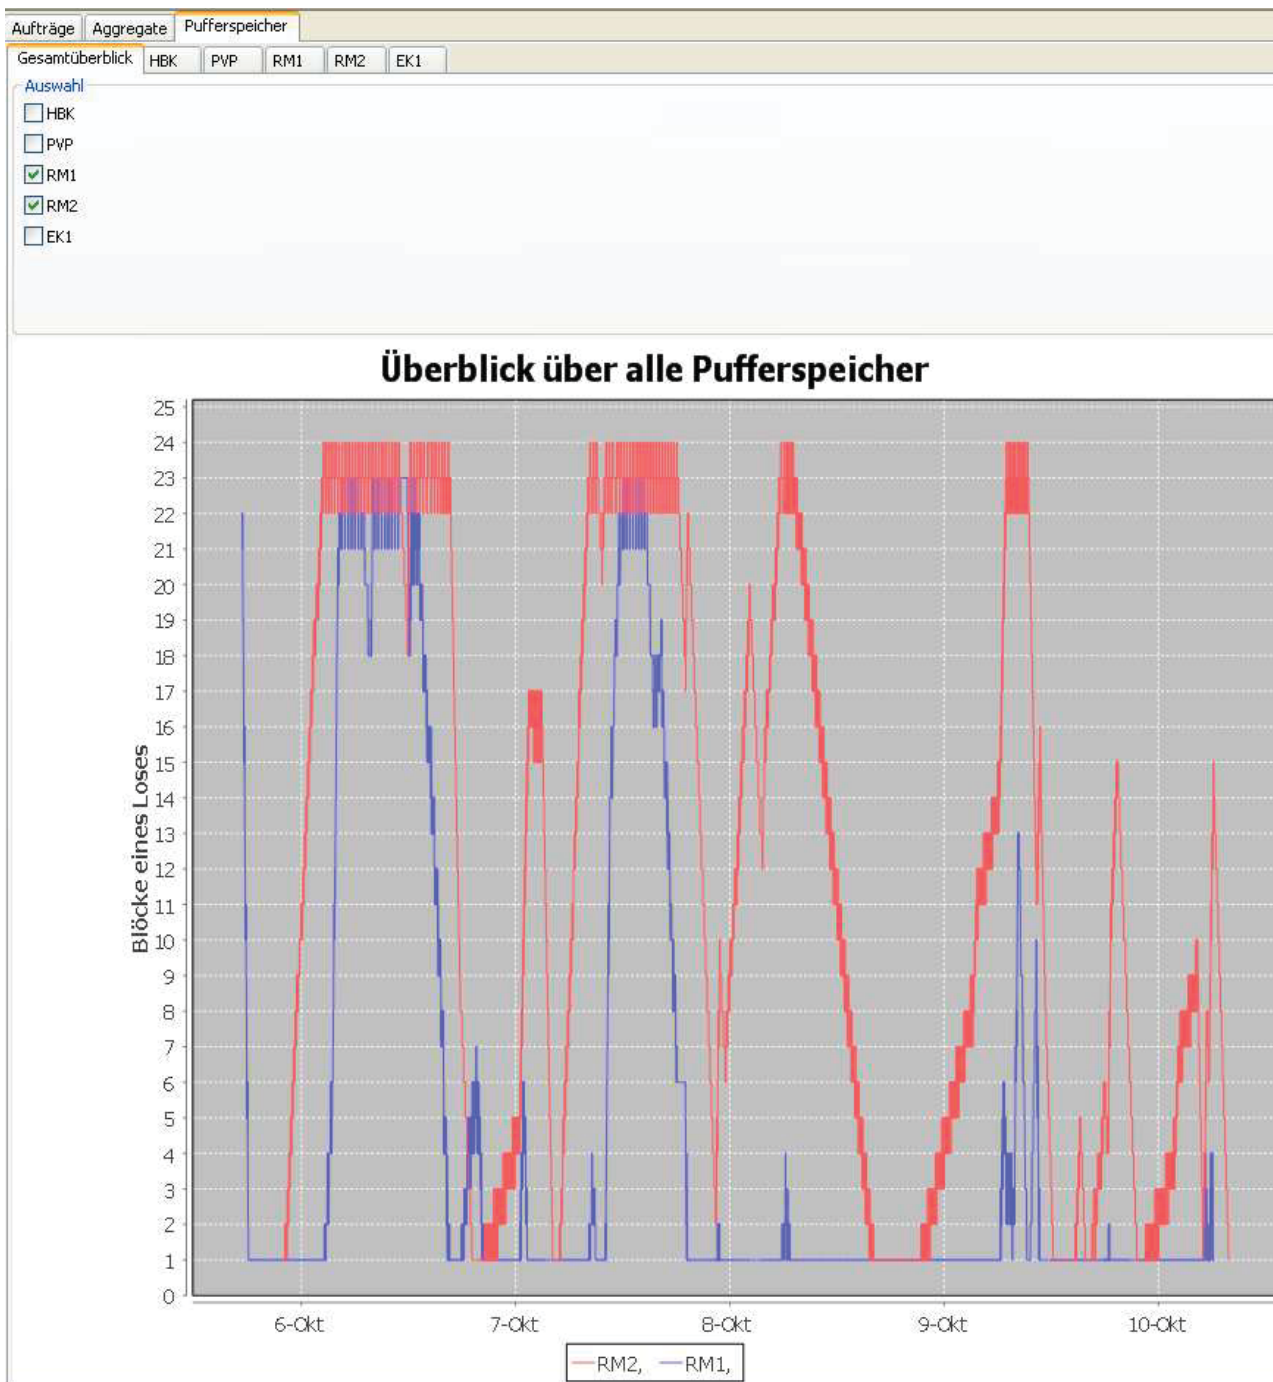 Aufträge Aggregate Pufferspeicher
Gesamtüberblick HBK PVP RM1 RM2 EK1
Auswahl
HBK
PVP
RM1
RM2
EK1
Überblick über alle Pufferspeicher
25
24
23
22
21
20
19
18
17
16
15
14
13
12
11
10
9
8
7
6
5
4
3
2
1
0
Blöcke eines Loses
6-Okt 7-Okt 8-Okt 9-Okt 10-Okt
RM2, RM1,